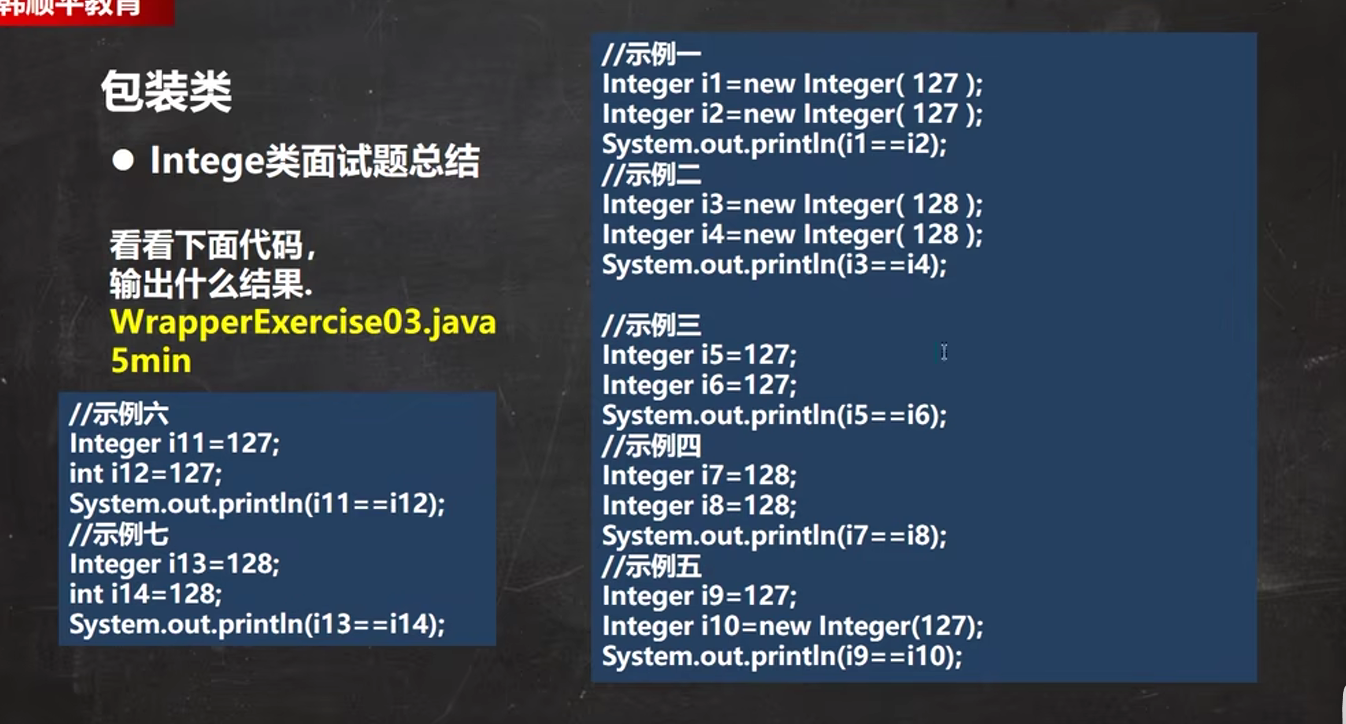 韩顺平教育
包装类
● Intege类面试题总结
看看下面代码，
输出什么结果.
WrapperExercise03.java
5min
//示例一
Integer i1=new Integer( 127 );
Integer i2=new Integer( 127 );
System.out.println(i1==i2);
//示例二
Integer i3=new Integer( 128 );
Integer i4=new Integer( 128 );
System.out.println(i3==i4);
//示例三
Integer i5=127;
Integer i6=127;
System.out.println(i5==i6);
//示例四
Integer i7=128;
Integer i8=128;
System.out.println(i7==i8);
//示例五
Integer i9=127;
Integer i10=new Integer(127);
System.out.println(i9==i10);
//示例六
Integer i11=127;
int i12=127;
System.out.println(i11==i12);
//示例七
Integer i13=128;
int i14=128;
System.out.println(i13==i14);